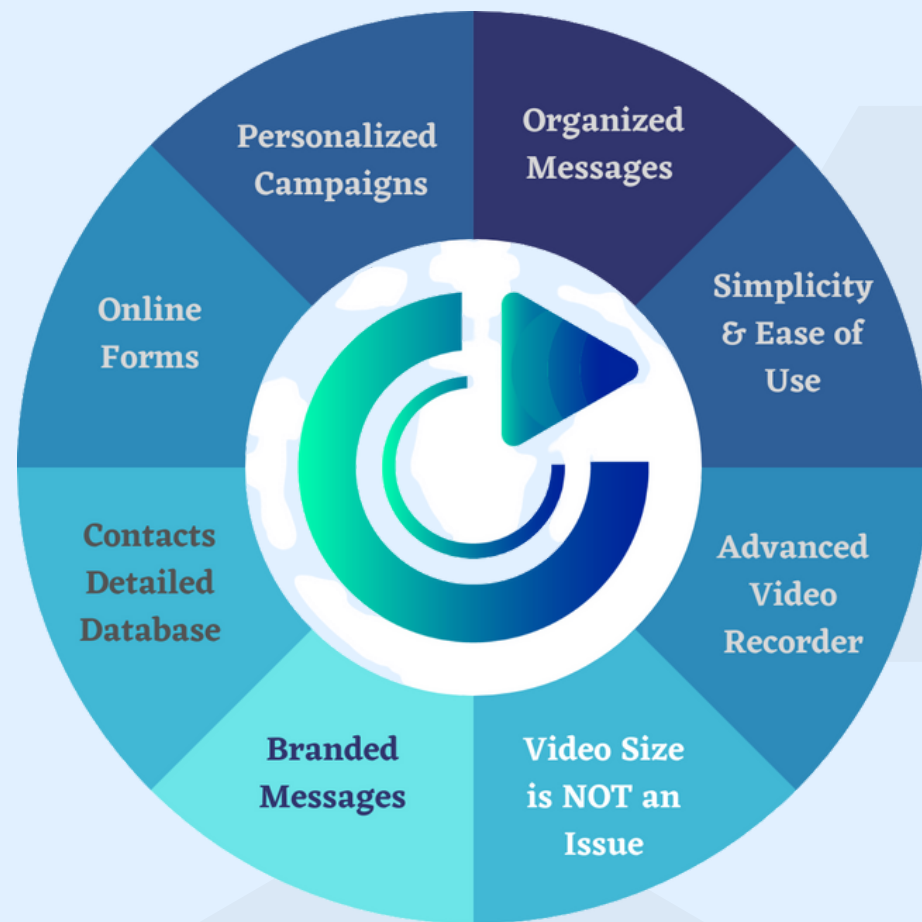 Personalized
Campaigns
Organized
Messages
Simplicity
& Ease of
Use
Advanced
Video
Recorder
Video Size
is NOT an
Issue
Branded
Messages
Contacts
Detailed
Database
Online
Forms